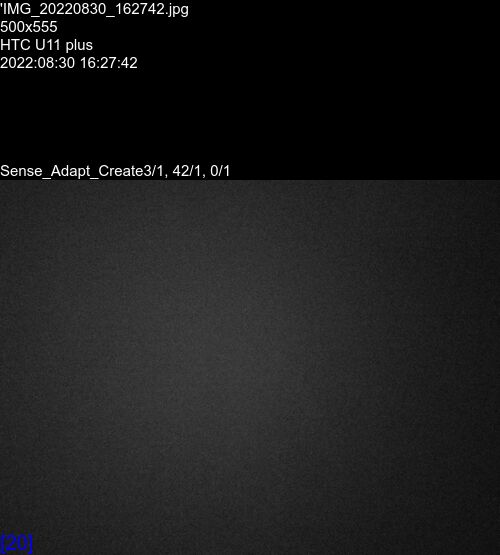 'IMG_20220830_162742.jpg
500x555
HTC U11 plus
2022:08:30 16:27:42
Sense_Adapt_Create3/1, 42/1, 0/1
[20]